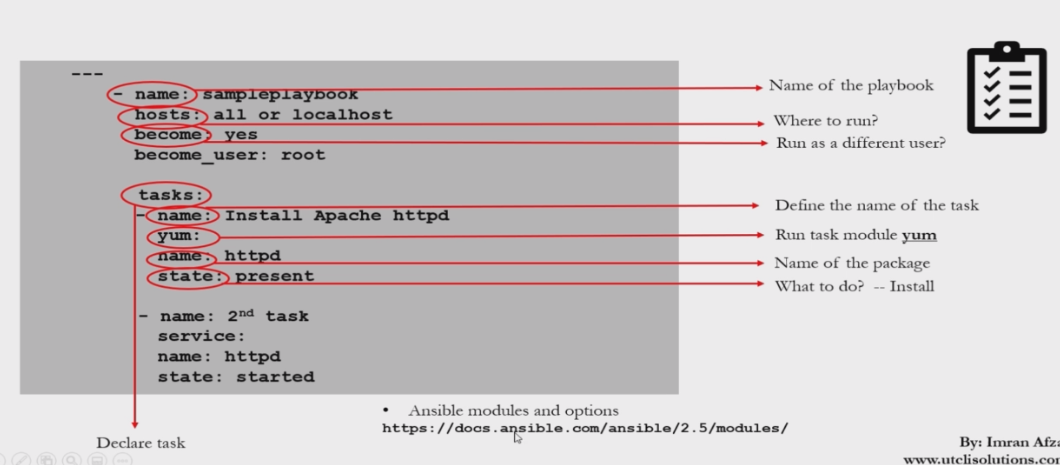 ---
- name: sampleplaybook
hosts: all or localhost
become: yes
become_user: root
tasks:
- name: Install Apache httpd
yum:
name: httpd
state: present
- name: 2nd task
service:
name: httpd
state: started
Name of the playbook
Where to run?
Run as a different user?
Define the name of the task
Run task module yum
Name of the package
What to do? -- Install
Declare task
• Ansible modules and options
https://docs.ansible.com/ansible/2.5/modules/
By: Imran Afza
www.utclisolutions.com